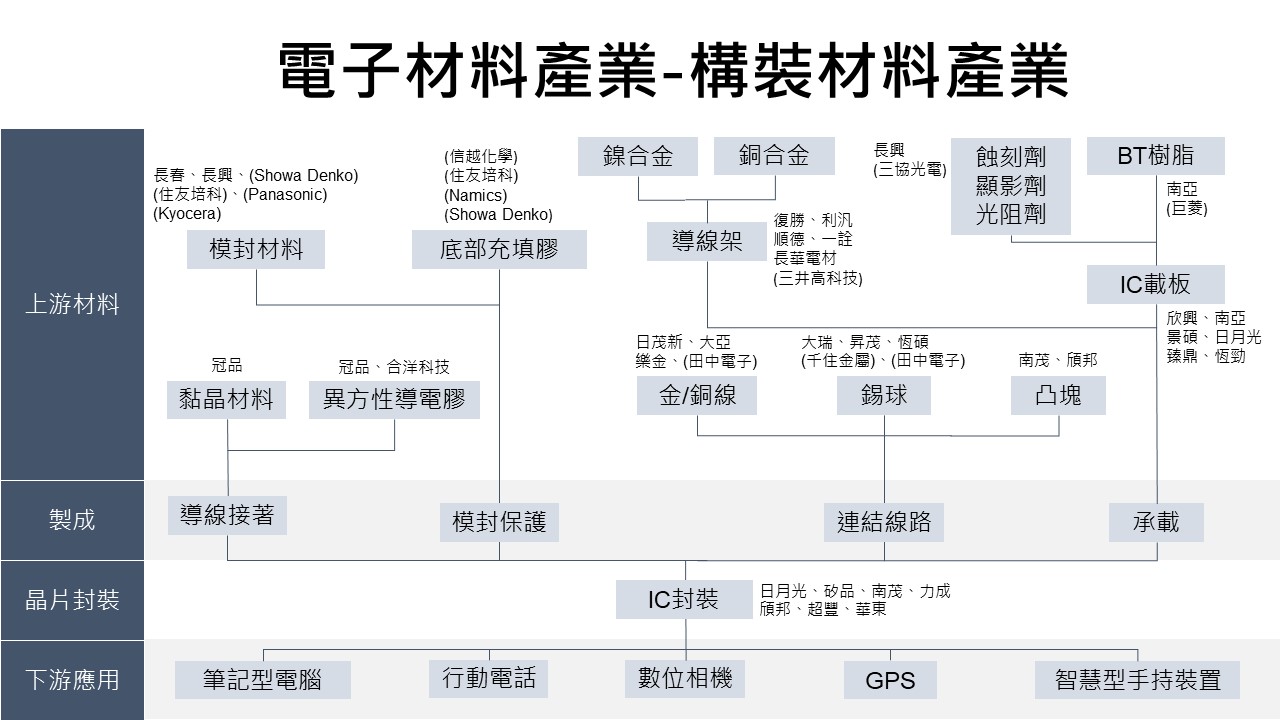 電子材料產業-構裝材料產業
上游材料
長春、長興、(Showa Denko)
(住友培科)、(Panasonic)
(Kyocera)
模封材料
(信越化學)
(住友培科)
(Namics)
(Showa Denko)
底部充填膠
鎳合金
銅合金
導線架
復勝、利汎
順德、一詮
長華電材
(三井高科技)
長興
(三協光電)
蝕刻劑
顯影劑
光阻劑
BT樹脂
南亞
(巨菱)
IC載板
欣興、南亞
景碩、日月光
臻鼎、恆勁
冠品
黏晶材料
冠品、合洋科技
異方性導電膠
日茂新、大亞
樂金、(田中電子)
金/銅線
大瑞、昇茂、恆碩
(千住金屬)、(田中電子)
錫球
南茂、頎邦
凸塊
製成
導線接著
模封保護
連結線路
承載
晶片封裝
IC封裝
日月光、矽品、南茂、力成
頎邦、超豐、華東
下游應用
筆記型電腦
行動電話
數位相機
GPS
智慧型手持裝置